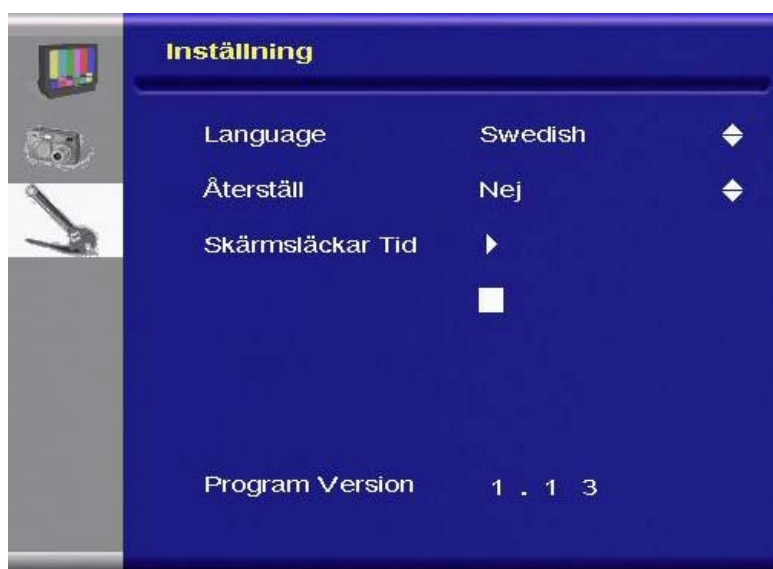 Inställning
Language Swedish
Återställ Nej
Skärmsläckar Tid
Program Version 1 . 1 3